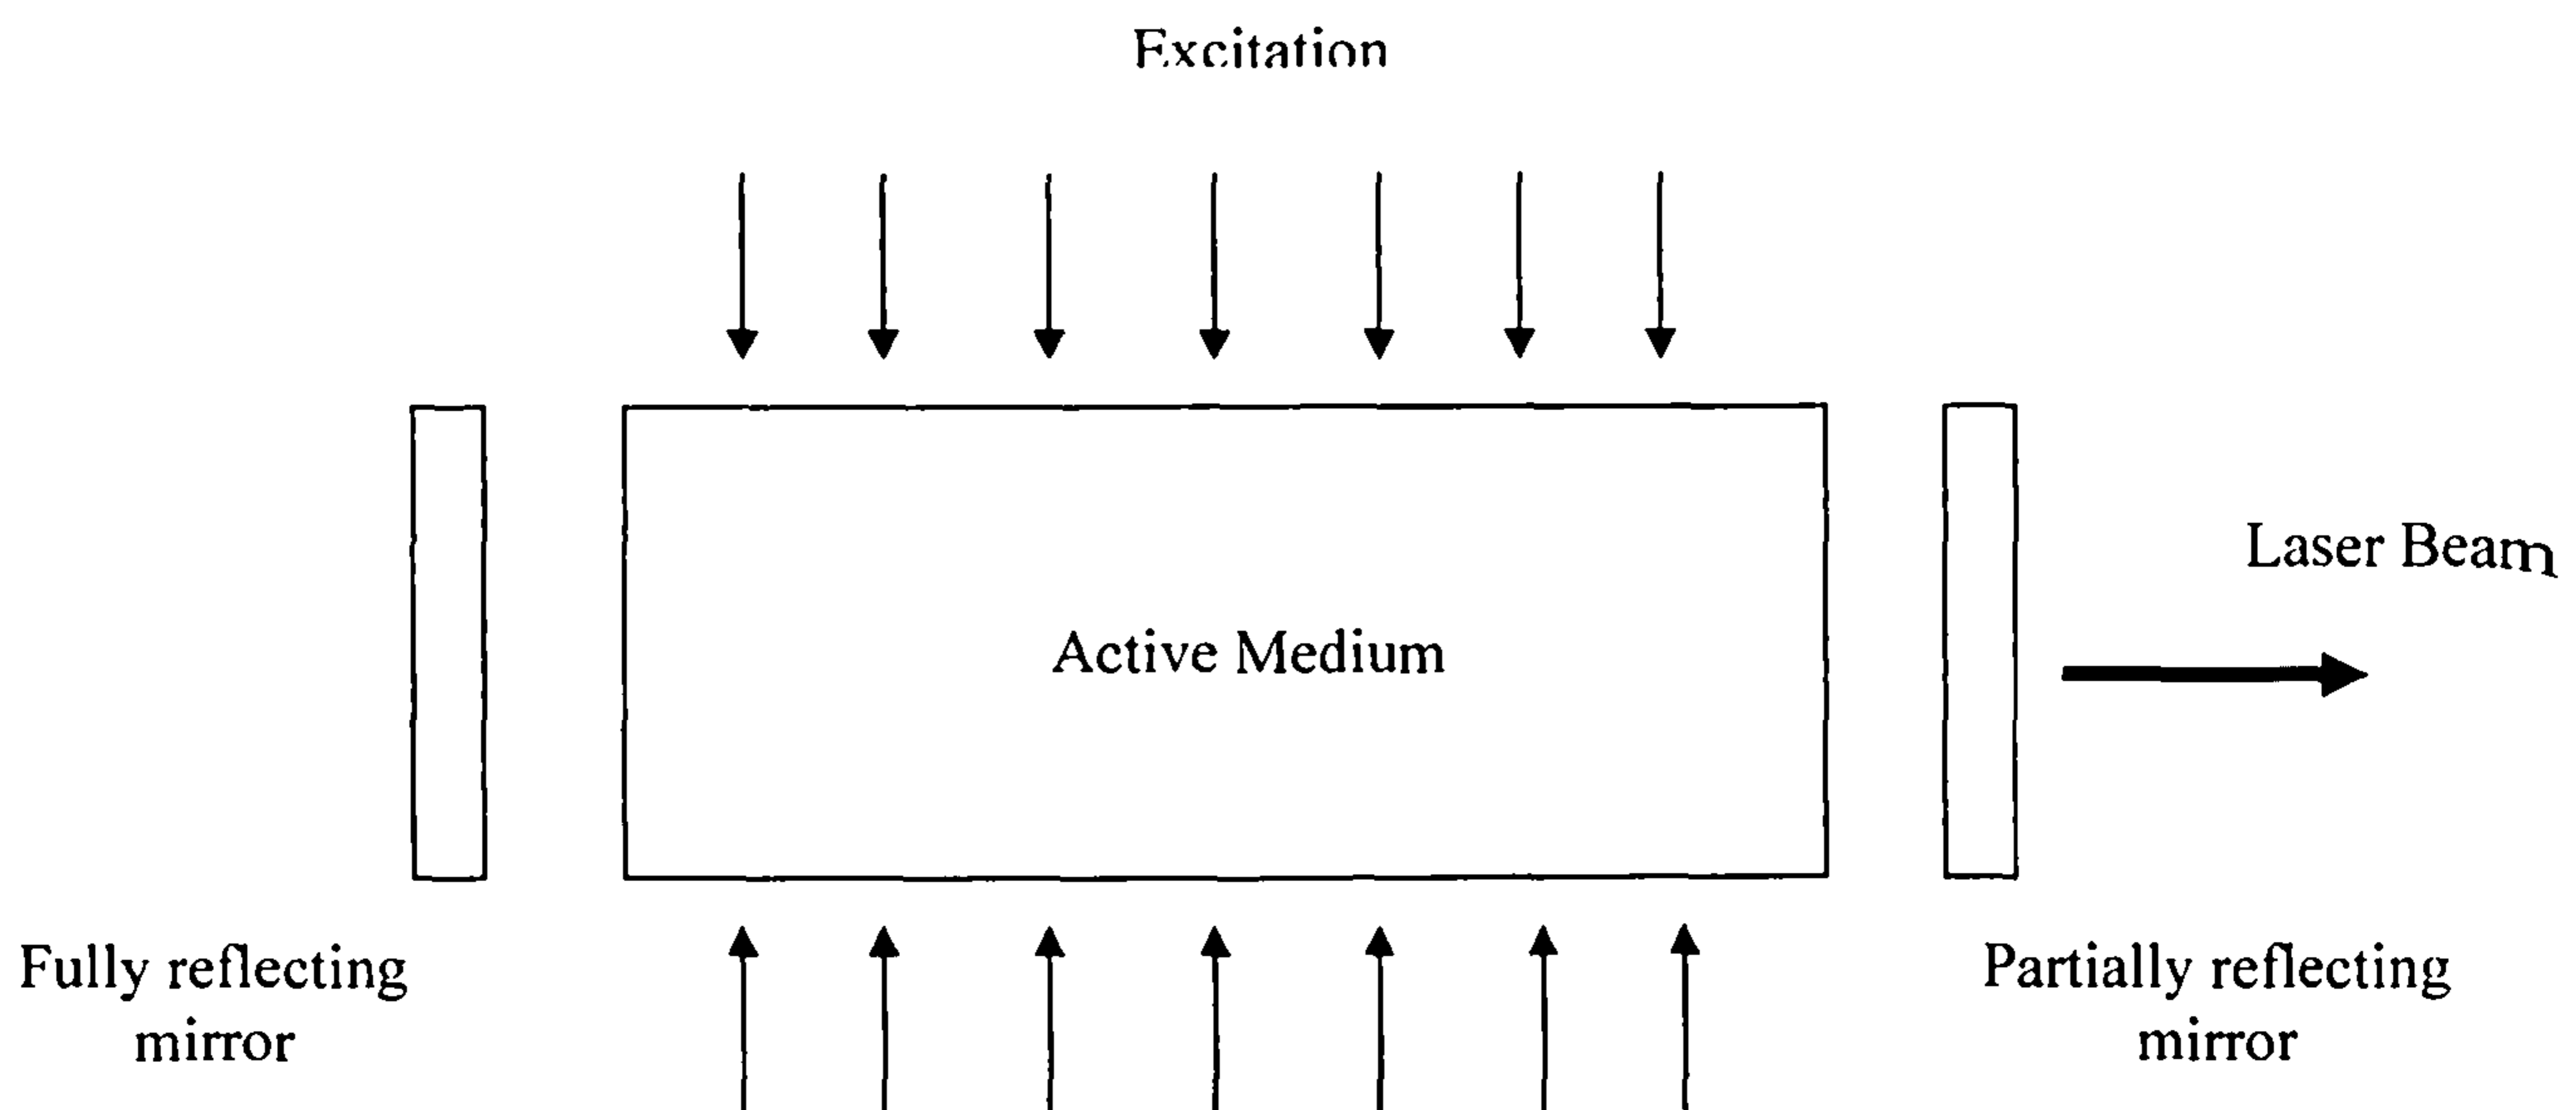 Excitation
Laser Beam
Active Medium
Fully reflecting
mirror
Partially reflecting
mirror